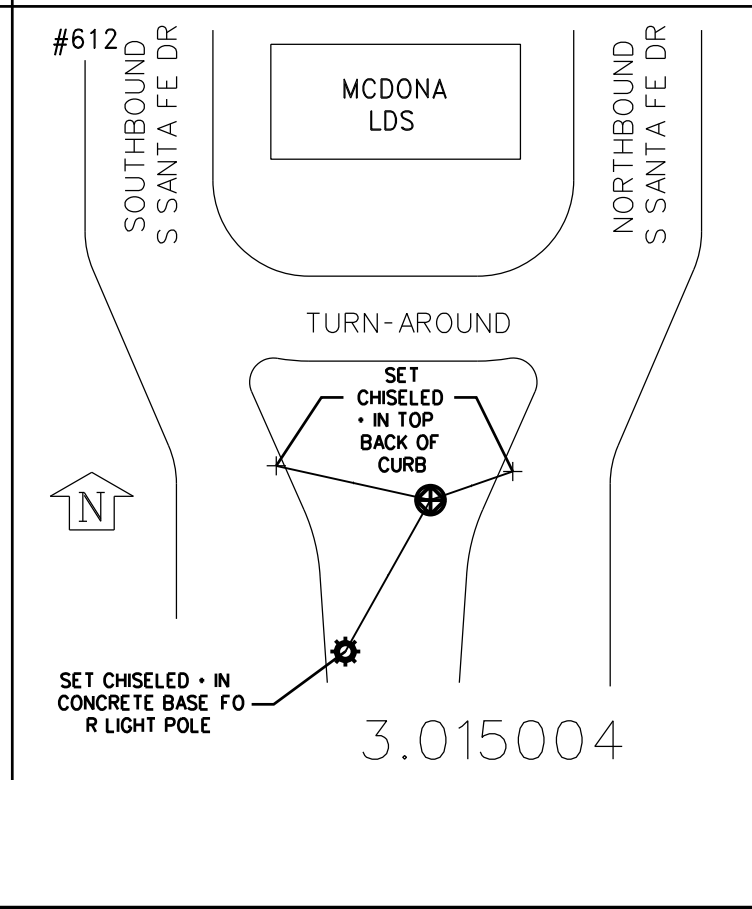 #612
SOUTHBOUND
S SANTA FE DR
MCDONA
LDS
NORTHBOUND
S SANTA FE DR
TURN-AROUND
SET
CHISELED
+ IN TOP
BACK OF
CURB
N
SET CHISELED + IN
CONCRETE BASE FO
R LIGHT POLE
3.015004